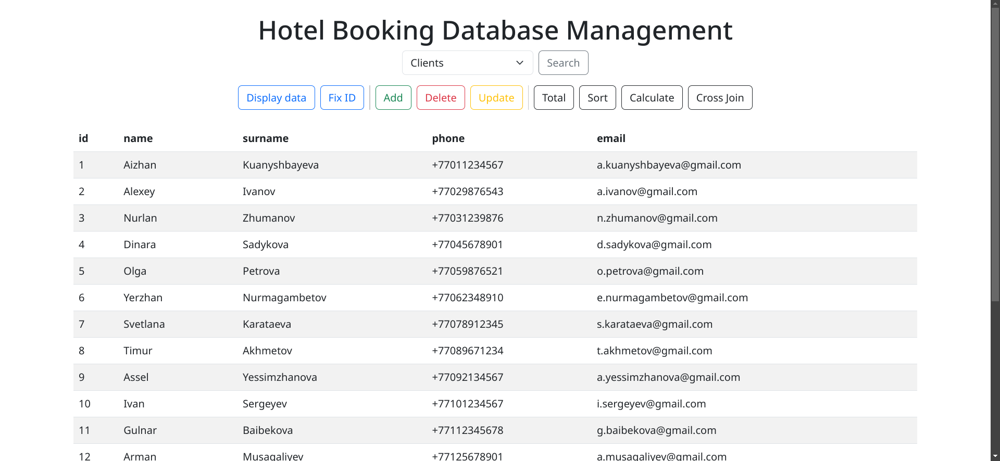 Hotel Booking Database Management
Clients Search
Display data Fix ID Add Delete Update Total Sort Calculate Cross Join
id name surname phone email
1 Aizhan Kuanyshbayeva +77011234567 a.kuanyshbayeva@gmail.com
2 Alexey Ivanov +77029876543 a.ivanov@gmail.com
3 Nurlan Zhumanov +77031239876 n.zhumanov@gmail.com
4 Dinara Sadykova +77045678901 d.sadykova@gmail.com
5 Olga Petrova +77059876521 o.petrova@gmail.com
6 Yerzhan Nurmagambetov +77062348910 e.nurmagambetov@gmail.com
7 Svetlana Karataeva +77078912345 s.karataeva@gmail.com
8 Timur Akhmetov +77089671234 t.akhmetov@gmail.com
9 Assel Yessimzhanova +77092134567 a.yessimzhanova@gmail.com
10 Ivan Sergeyev +77101234567 i.sergeyev@gmail.com
11 Gulnar Baibekova +77112345678 g.baibekova@gmail.com
12 Arman Musagaliyev +77125678901 a.musagaliyev@gmail.com